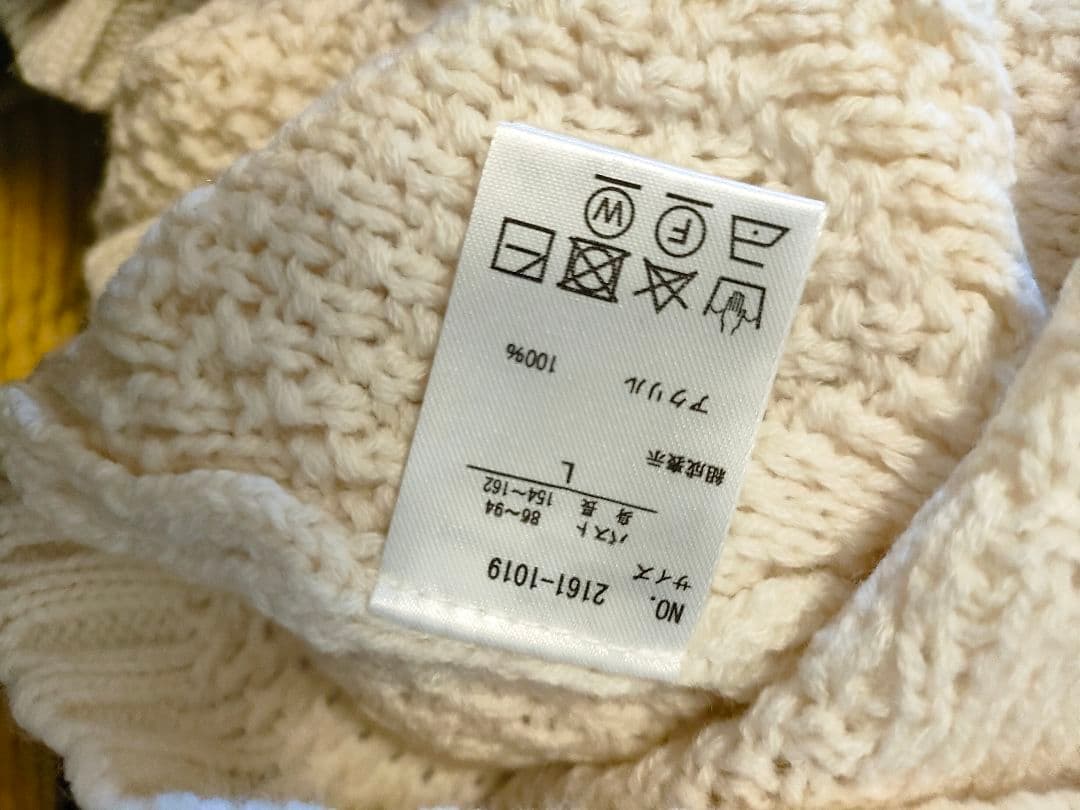 NO. 2161-1019
サイズ
バスト 86~94
身長 154~162
L
組成表示
アクリル 100%
F
W